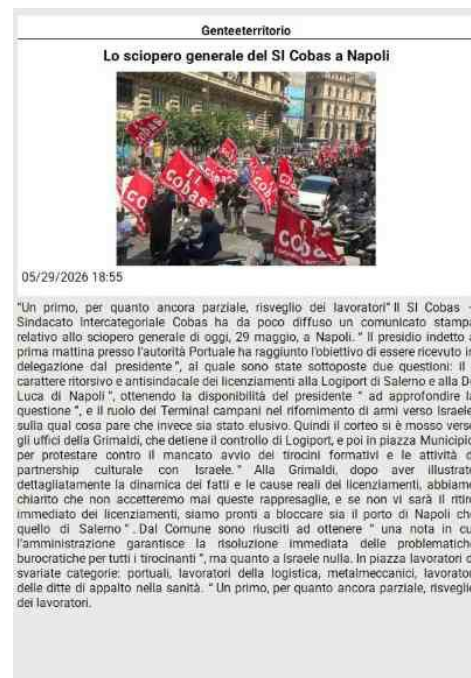 Genteeterritorio
Lo sciopero generale del SI Cobas a Napoli
CO
Cobas
COBAS
05/29/2026 18:55
"Un primo, per quanto ancora parziale, risveglio dei lavoratori" Il SI Cobas -
Sindacato Intercategoriale Cobas ha da poco diffuso un comunicato stampa
relativo allo sciopero generale di oggi, 29 maggio, a Napoli. " Il presidio indetto
prima mattina presso l'autorità Portuale ha raggiunto l'obiettivo di essere ricevuto in
delegazione dal presidente ", al quale sono state sottoposte due questioni: il
carattere ritorsivo e antisindacale dei licenziamenti alla Logiport di Salerno e alla De
Luca di Napoli ", ottenendo la disponibilità del presidente " ad approfondire la
questione ", e il ruolo dei Terminal campani nel rifornimento di armi verso Israele
sulla qual cosa pare che invece sia stato elusivo. Quindi il corteo si è mosso verso
gli uffici della Grimaldi, che detiene il controllo di Logiport, e poi in piazza Municipio
per protestare contro il mancato avvio dei tirocini formativi e le attività di
partnership culturale con Israele. " Alla Grimaldi, dopo aver illustrato
dettagliatamente la dinamica dei fatti e le cause reali dei licenziamenti, abbiamo
chiarito che non accetteremo mai queste rappresaglie, e se non vi sarà il ritiro
immediato dei licenziamenti, siamo pronti a bloccare sia il porto di Napoli che
quello di Salerno ". Dal Comune sono riusciti ad ottenere " una nota in cui
l'amministrazione garantisce la risoluzione immediata delle problematiche
burocratiche per tutti i tirocinanti ", ma quanto a Israele nulla. In piazza lavoratori di
svariate categorie: portuali, lavoratori della logistica, metalmeccanici, lavoratori
delle ditte di appalto nella sanità. " Un primo, per quanto ancora parziale, risveglio
dei lavoratori.